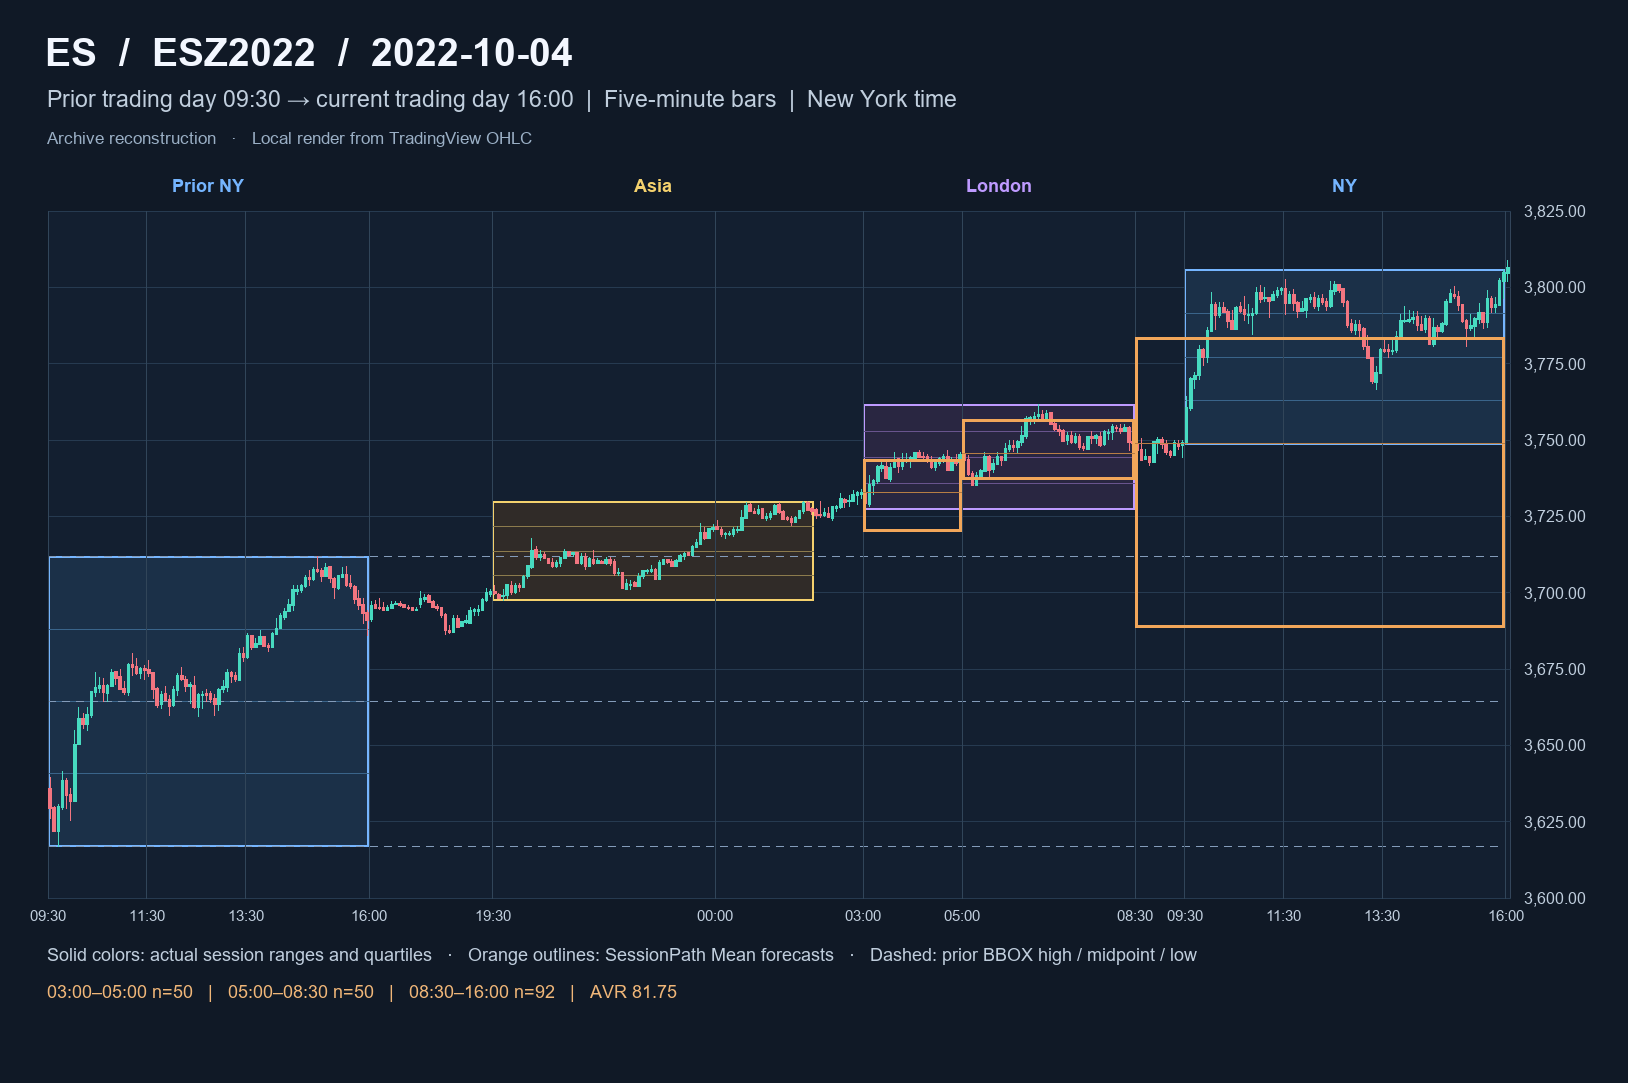 ES / ESZ2022 / 2022-10-04
Prior trading day 09:30 → current trading day 16:00 | Five-minute bars | New York time
Archive reconstruction · Local render from TradingView OHLC
Prior NY Asia London NY
3,825.00
3,800.00
3,775.00
3,750.00
3,725.00
3,700.00
3,675.00
3,650.00
3,625.00
3,600.00
09:30 11:30 13:30 16:00 19:30 00:00 03:00 05:00 08:30 09:30 11:30 13:30 16:00
Solid colors: actual session ranges and quartiles · Orange outlines: SessionPath Mean forecasts · Dashed: prior BBOX high / midpoint / low
03:00–05:00 n=50 | 05:00–08:30 n=50 | 08:30–16:00 n=92 | AVR 81.75